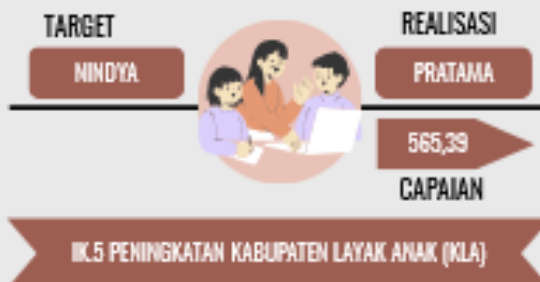 TARGET
REALISASI
NINDYA
PRATAMA
565,39
CAPAIAN
IK.5 PENINGKATAN KABUPATEN LAYAK ANAK (KLA)